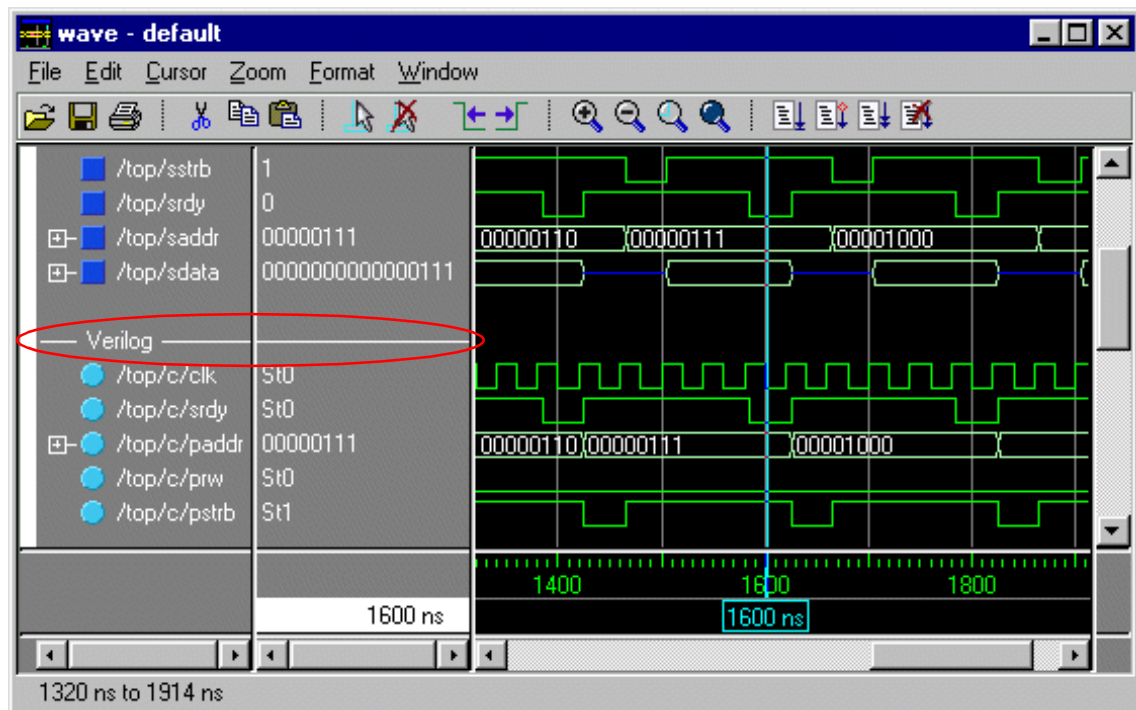 wave - default
File Edit Cursor Zoom Format Window
/top/sstrb 1
/top/srdy 0
/top/saddr 00000111 00000110 00000111 00001000
/top/sdata 0000000000000111
Verilog
/top/c/clk St0
/top/c/srdy St0
/top/c/paddr 00000111 00000110 00000111 00001000
/top/c/prw St0
/top/c/pstrb St1
1400 1600 1800
1600 ns 1600 ns
1320 ns to 1914 ns